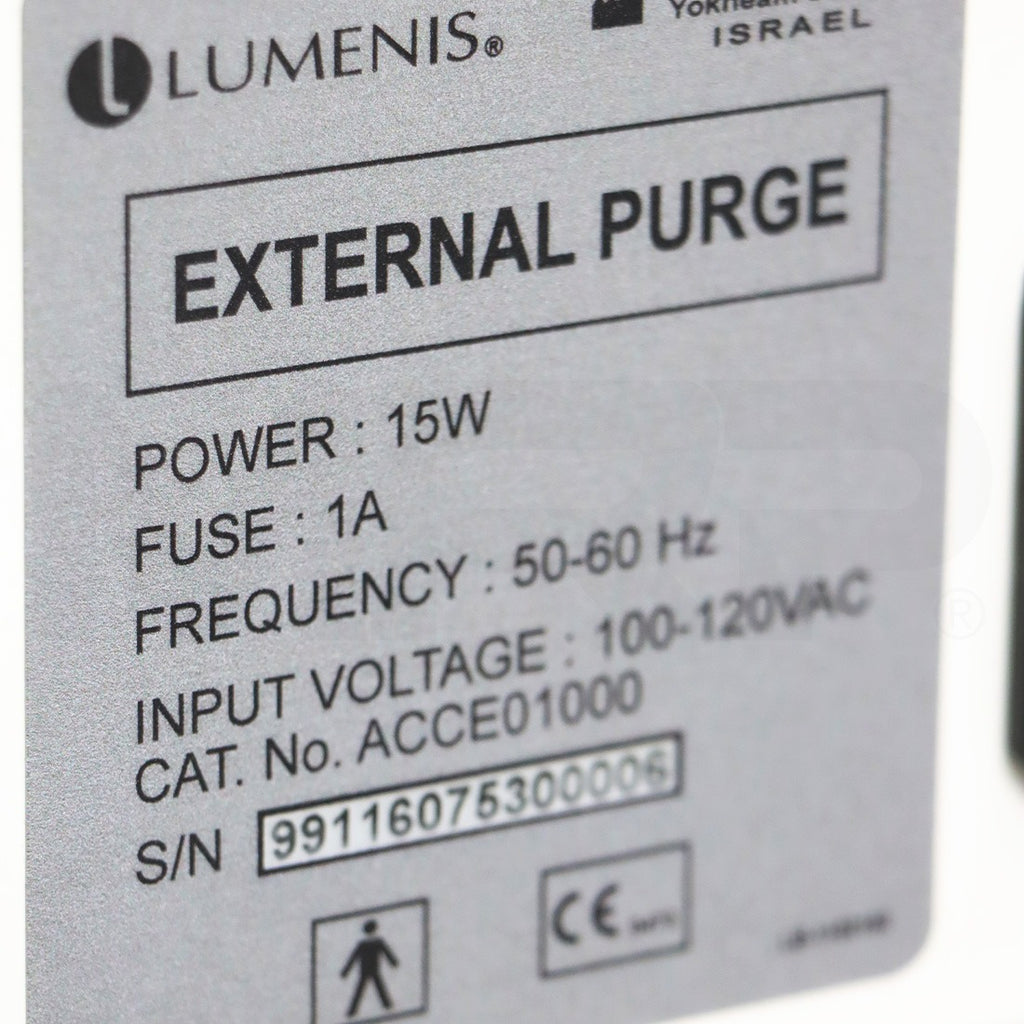 LUMENIS®
ISRAEL
EXTERNAL PURGE
POWER : 15W
FUSE : 1A
FREQUENCY : 50-60 Hz
INPUT VOLTAGE : 100-120VAC
CAT. No. ACCE01000
S/N 99116075300006
CE